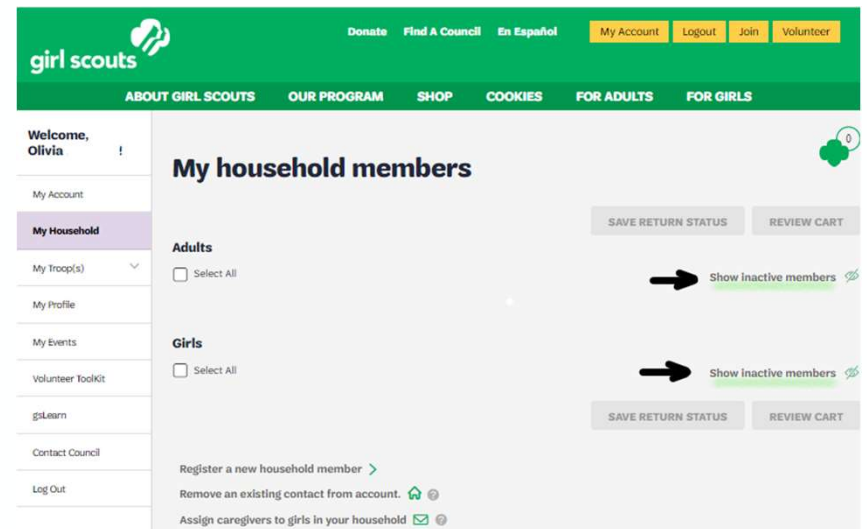 girl scouts
Donate Find A Council En Español My Account Logout Join Volunteer
ABOUT GIRL SCOUTS OUR PROGRAM SHOP COOKIES FOR ADULTS FOR GIRLS
Welcome,
Olivia !
My Account
My Household
My Troop(s)
My Profile
My Events
Volunteer ToolKit
gsLearn
Contact Council
Log Out
0
My household members
SAVE RETURN STATUS REVIEW CART
Adults
Select All
Show inactive members
Girls
Select All
Show inactive members
SAVE RETURN STATUS REVIEW CART
Register a new household member >
Remove an existing contact from account. ?
Assign caregivers to girls in your household ?